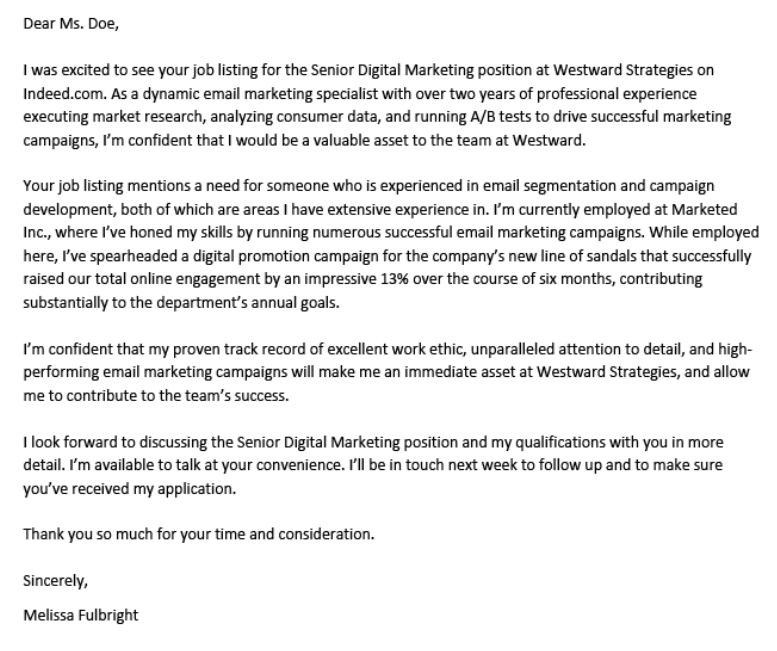 Dear Ms. Doe,
I was excited to see your job listing for the Senior Digital Marketing position at Westward Strategies on
Indeed.com. As a dynamic email marketing specialist with over two years of professional experience
executing market research, analyzing consumer data, and running A/B tests to drive successful marketing
campaigns, I’m confident that I would be a valuable asset to the team at Westward.
Your job listing mentions a need for someone who is experienced in email segmentation and campaign
development, both of which are areas I have extensive experience in. I’m currently employed at Marketed
Inc., where I’ve honed my skills by running numerous successful email marketing campaigns. While employed
here, I’ve spearheaded a digital promotion campaign for the company’s new line of sandals that successfully
raised our total online engagement by an impressive 13% over the course of six months, contributing
substantially to the department’s annual goals.
I’m confident that my proven track record of excellent work ethic, unparalleled attention to detail, and high-
performing email marketing campaigns will make me an immediate asset at Westward Strategies, and allow
me to contribute to the team’s success.
I look forward to discussing the Senior Digital Marketing position and my qualifications with you in more
detail. I’m available to talk at your convenience. I’ll be in touch next week to follow up and to make sure
you’ve received my application.
Thank you so much for your time and consideration.
Sincerely,
Melissa Fulbright